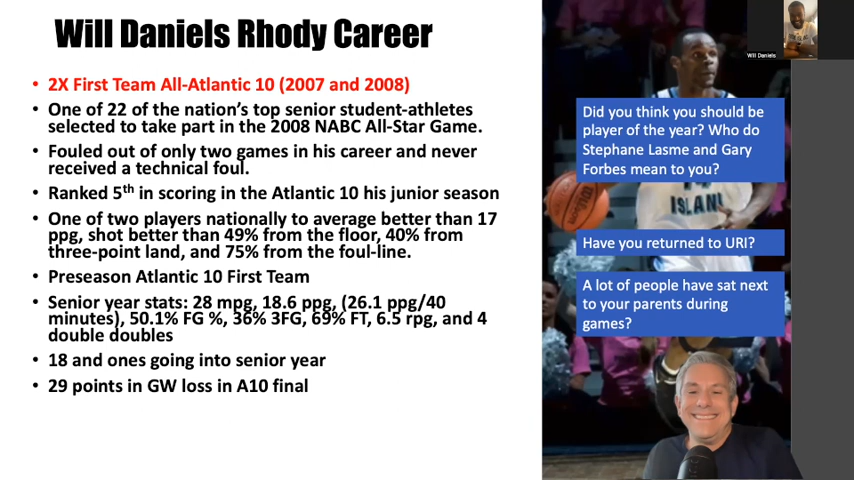 Will Daniels Rhody Career
• 2X First Team All-Atlantic 10 (2007 and 2008)
• One of 22 of the nation's top senior student-athletes
selected to take part in the 2008 NABC All-Star Game.
• Fouled out of only two games in his career and never
received a technical foul.
• Ranked 5th in scoring in the Atlantic 10 his junior season
• One of two players nationally to average better than 17
ppg, shot better than 49% from the floor, 40% from
three-point land, and 75% from the foul-line.
• Preseason Atlantic 10 First Team
• Senior year stats: 28 mpg, 18.6 ppg, (26.1 ppg/40
minutes), 50.1% FG %, 36% 3FG, 69% FT, 6.5 rpg, and 4
double doubles
• 18 and ones going into senior year
• 29 points in GW loss in A10 final
Will Daniels
Did you think you should be
player of the year? Who do
Stephane Lasme and Gary
Forbes mean to you?
Wilson
ISLAND
Have you returned to URI?
A lot of people have sat next
to your parents during
games?